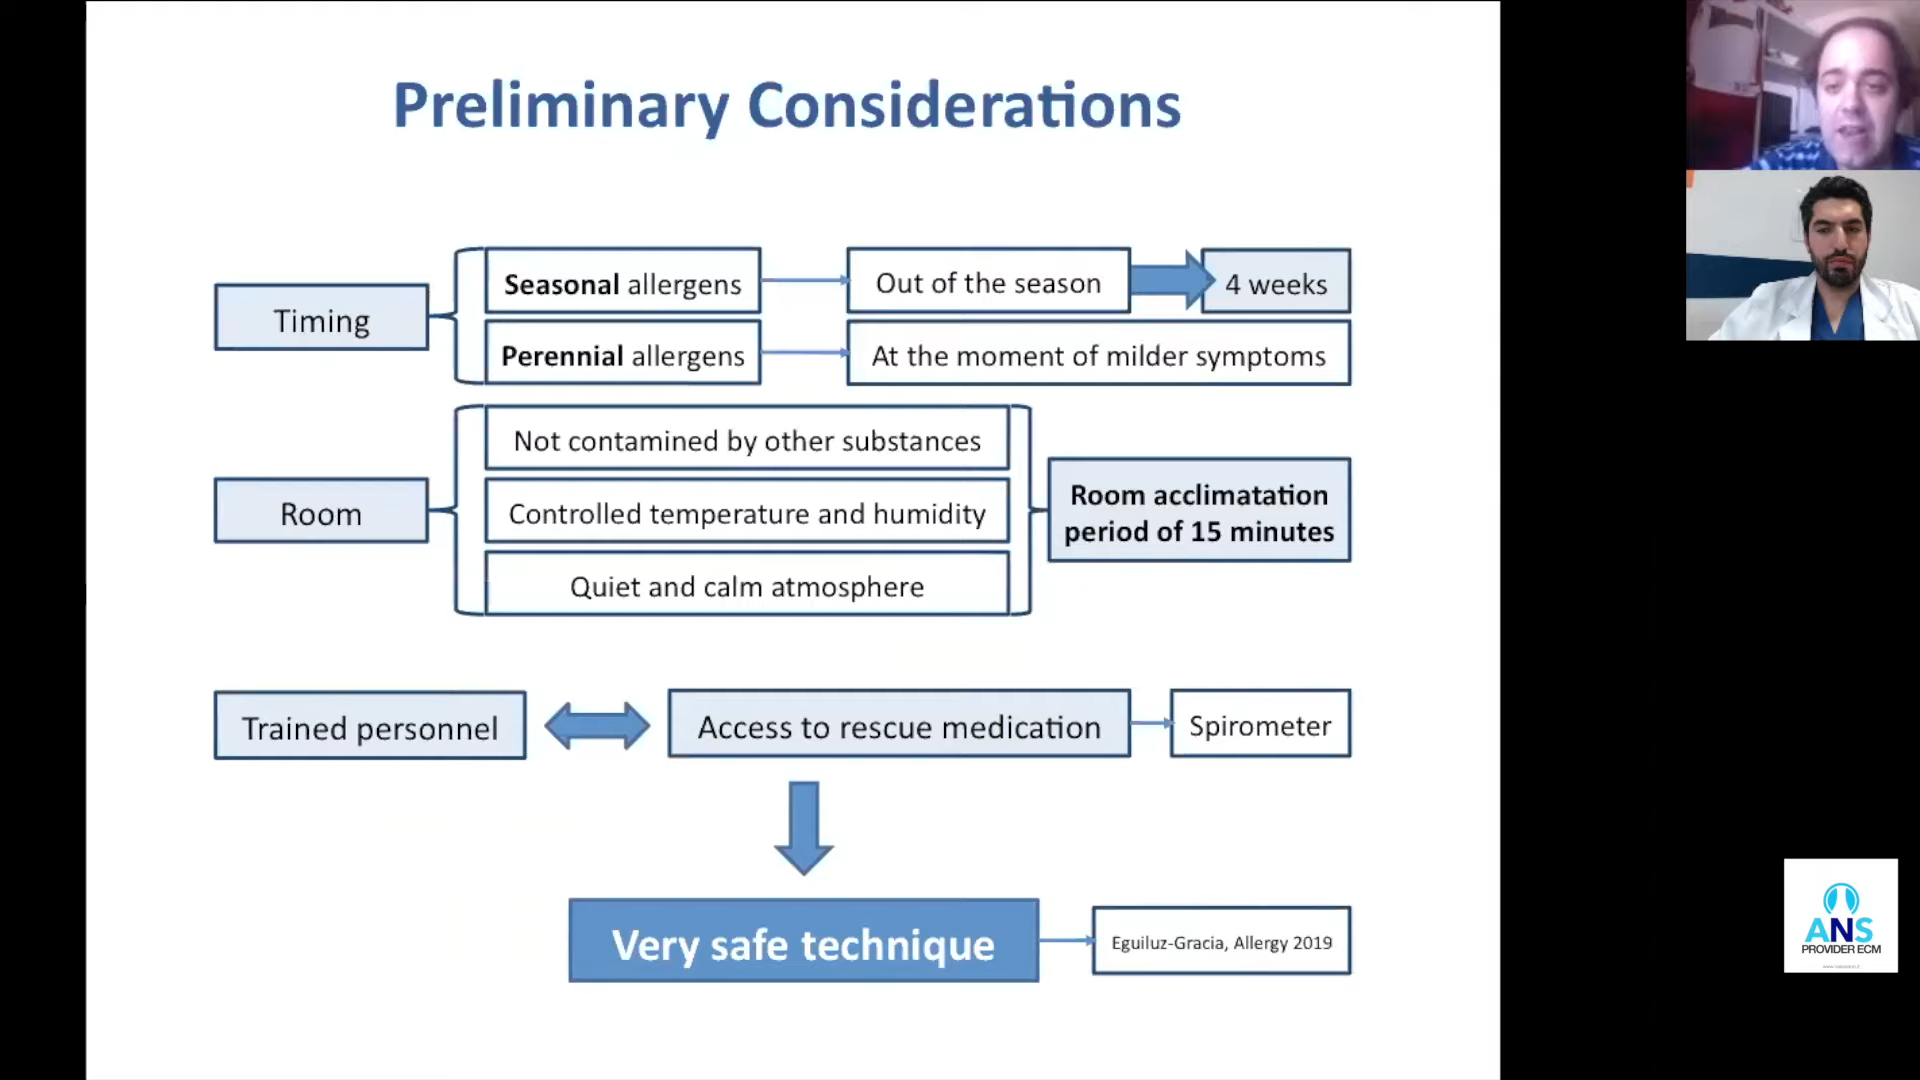 Preliminary Considerations
Timing
Seasonal allergens
Out of the season
4 weeks
Perennial allergens
At the moment of milder symptoms
Room
Not contamined by other substances
Controlled temperature and humidity
Quiet and calm atmosphere
Room acclimatation
period of 15 minutes
Trained personnel
Access to rescue medication
Spirometer
Very safe technique
Eguiluz-Gracia, Allergy 2019
ANS
PROVIDER ECM